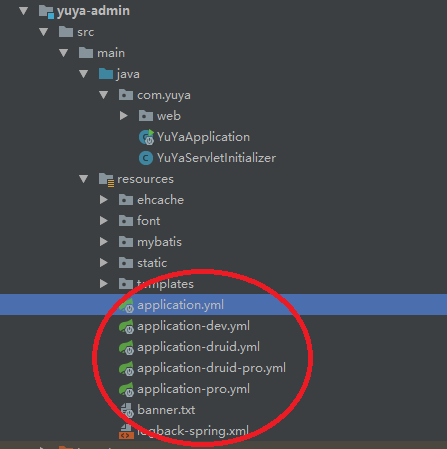 yuya-admin
src
main
java
com.yuya
web
YuYaApplication
YuYaServletInitializer
resources
ehcache
font
mybatis
static
templates
application.yml
application-dev.yml
application-druid.yml
application-druid-pro.yml
application-pro.yml
banner.txt
logback-spring.xml